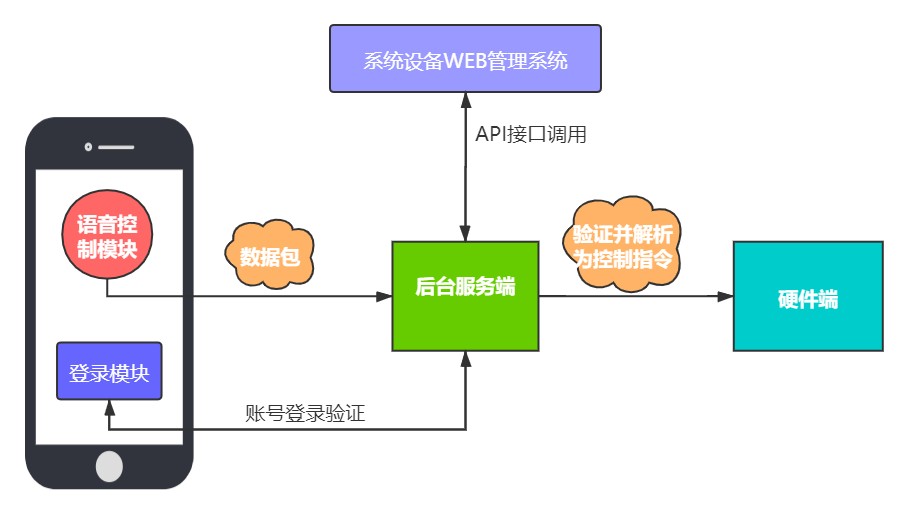 系统设备WEB管理系统
API接口调用
语音控
制模块
数据包
验证并解析
为控制指令
后台服务端
硬件端
登录模块
账号登录验证